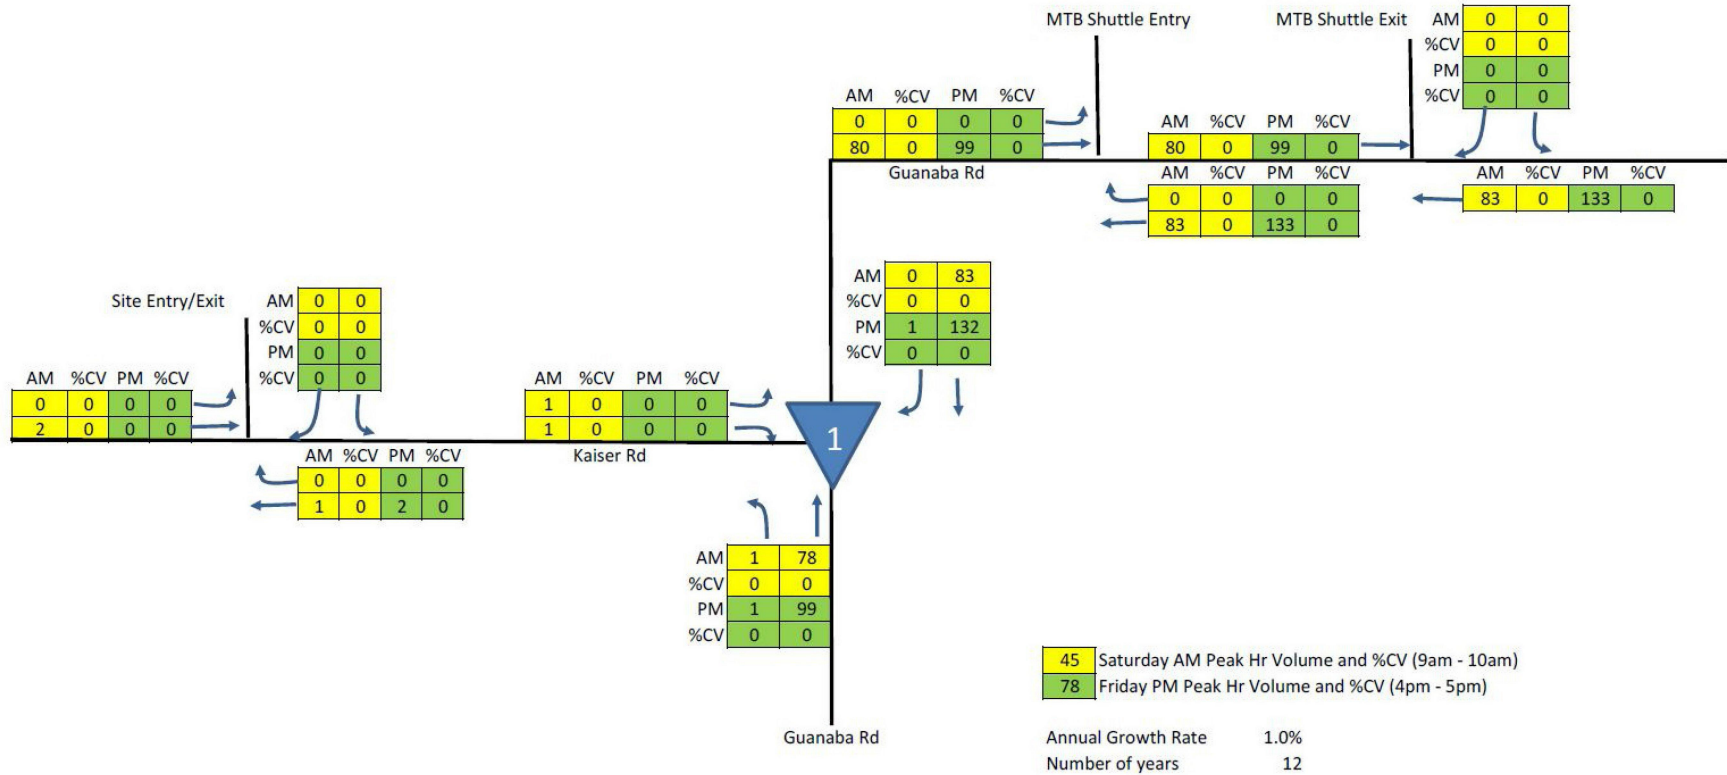 MTB Shuttle Entry
MTB Shuttle Exit
AM 0 0
%CV 0 0
PM 0 0
%CV 0 0
AM %CV PM %CV
0 0 0 0
80 0 99 0
Guanaba Rd
AM %CV PM %CV
80 0 99 0
AM %CV PM %CV
0 0 0 0
83 0 133 0
AM %CV PM %CV
83 0 133 0
AM 0 83
%CV 0 0
PM 1 132
%CV 0 0
Site Entry/Exit
AM 0 0
%CV 0 0
PM 0 0
%CV 0 0
AM %CV PM %CV
0 0 0 0
2 0 0 0
AM %CV PM %CV
1 0 0 0
1 0 0 0
Kaiser Rd
1
AM %CV PM %CV
0 0 0 0
1 0 2 0
AM 1 78
%CV 0 0
PM 1 99
%CV 0 0
45 Saturday AM Peak Hr Volume and %CV (9am - 10am)
78 Friday PM Peak Hr Volume and %CV (4pm - 5pm)
Guanaba Rd
Annual Growth Rate 1.0%
Number of years 12